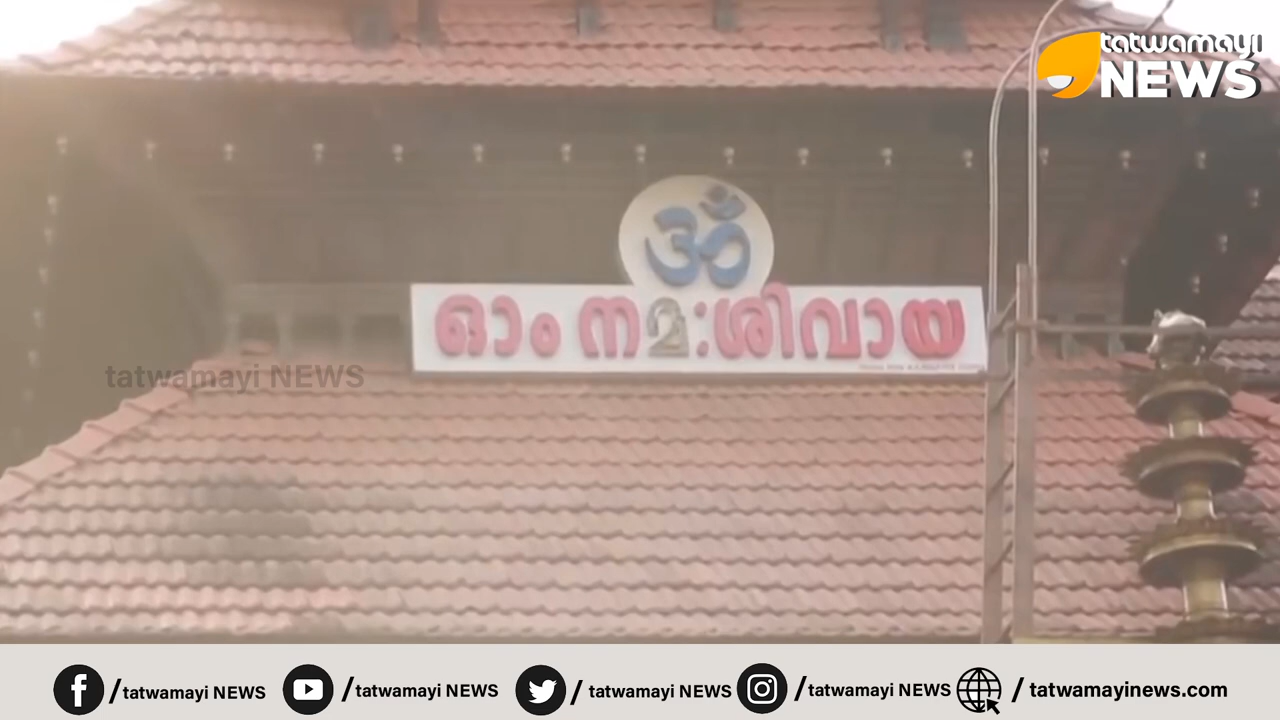 tatwamayi
NEWS
ॐ
ഓം നമ:ശിവായ
tatwamayi NEWS
/tatwamayi NEWS /tatwamayi NEWS / tatwamayi NEWS /tatwamayi NEWS / tatwamayinews.com